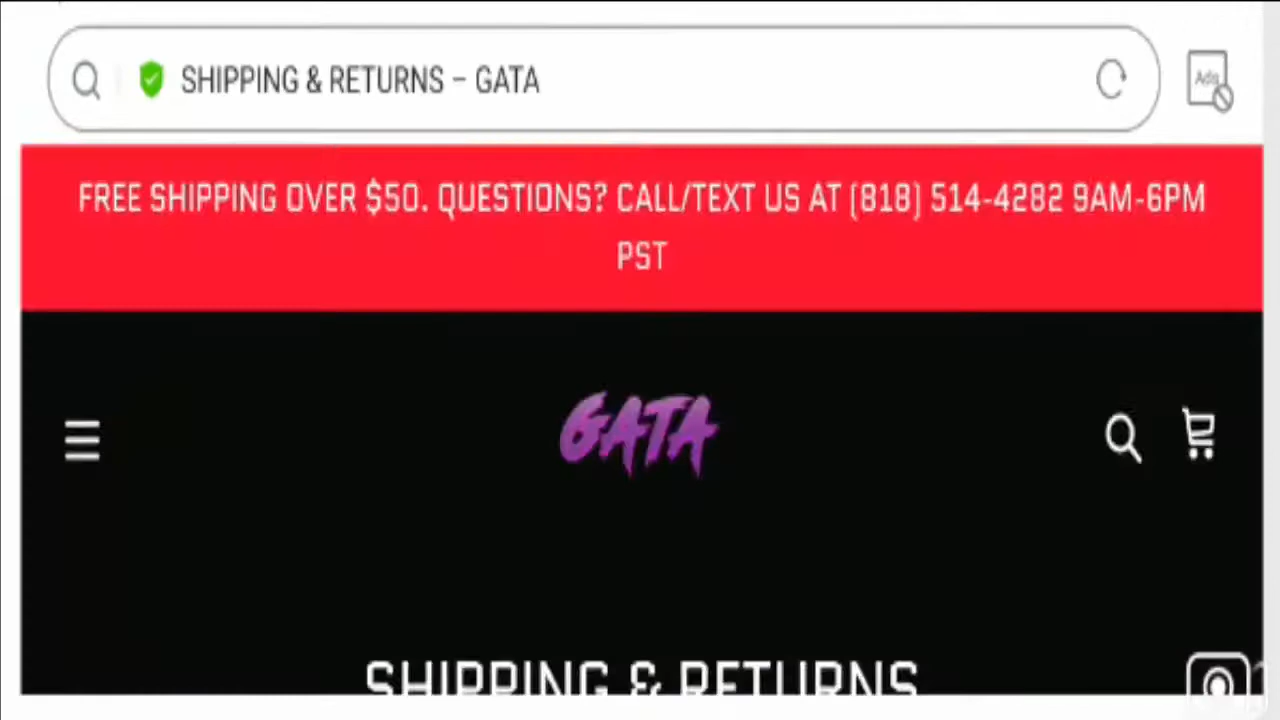 SHIPPING & RETURNS – GATA
Ads
FREE SHIPPING OVER $50. QUESTIONS? CALL/TEXT US AT (818) 514-4282 9AM-6PM
PST
GATA
SHIPPING & RETURNS